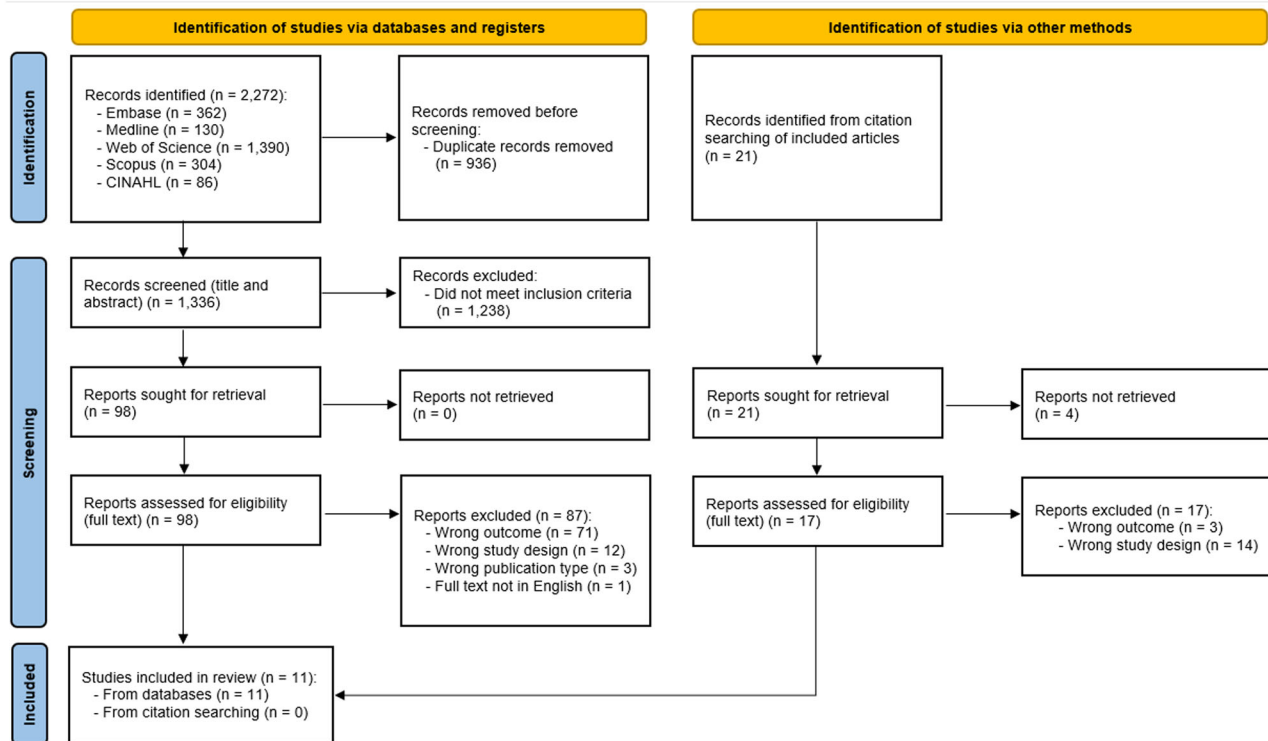 Identification of studies via databases and registers
Identification of studies via other methods
Identification
Records identified (n = 2,272):
- Embase (n = 362)
- Medline (n = 130)
- Web of Science (n = 1,390)
- Scopus (n = 304)
- CINAHL (n = 86)
Records removed before
screening:
- Duplicate records removed
(n = 936)
Records identified from citation
searching of included articles
(n = 21)
Screening
Records screened (title and
abstract) (n = 1,336)
Records excluded:
- Did not meet inclusion criteria
(n = 1,238)
Reports sought for retrieval
(n = 98)
Reports not retrieved
(n = 0)
Reports sought for retrieval
(n = 21)
Reports not retrieved
(n = 4)
Reports assessed for eligibility
(full text) (n = 98)
Reports excluded (n = 87):
- Wrong outcome (n = 71)
- Wrong study design (n = 12)
- Wrong publication type (n = 3)
- Full text not in English (n = 1)
Reports assessed for eligibility
(full text) (n = 17)
Reports excluded (n = 17):
- Wrong outcome (n = 3)
- Wrong study design (n = 14)
Included
Studies included in review (n = 11):
- From databases (n = 11)
- From citation searching (n = 0)